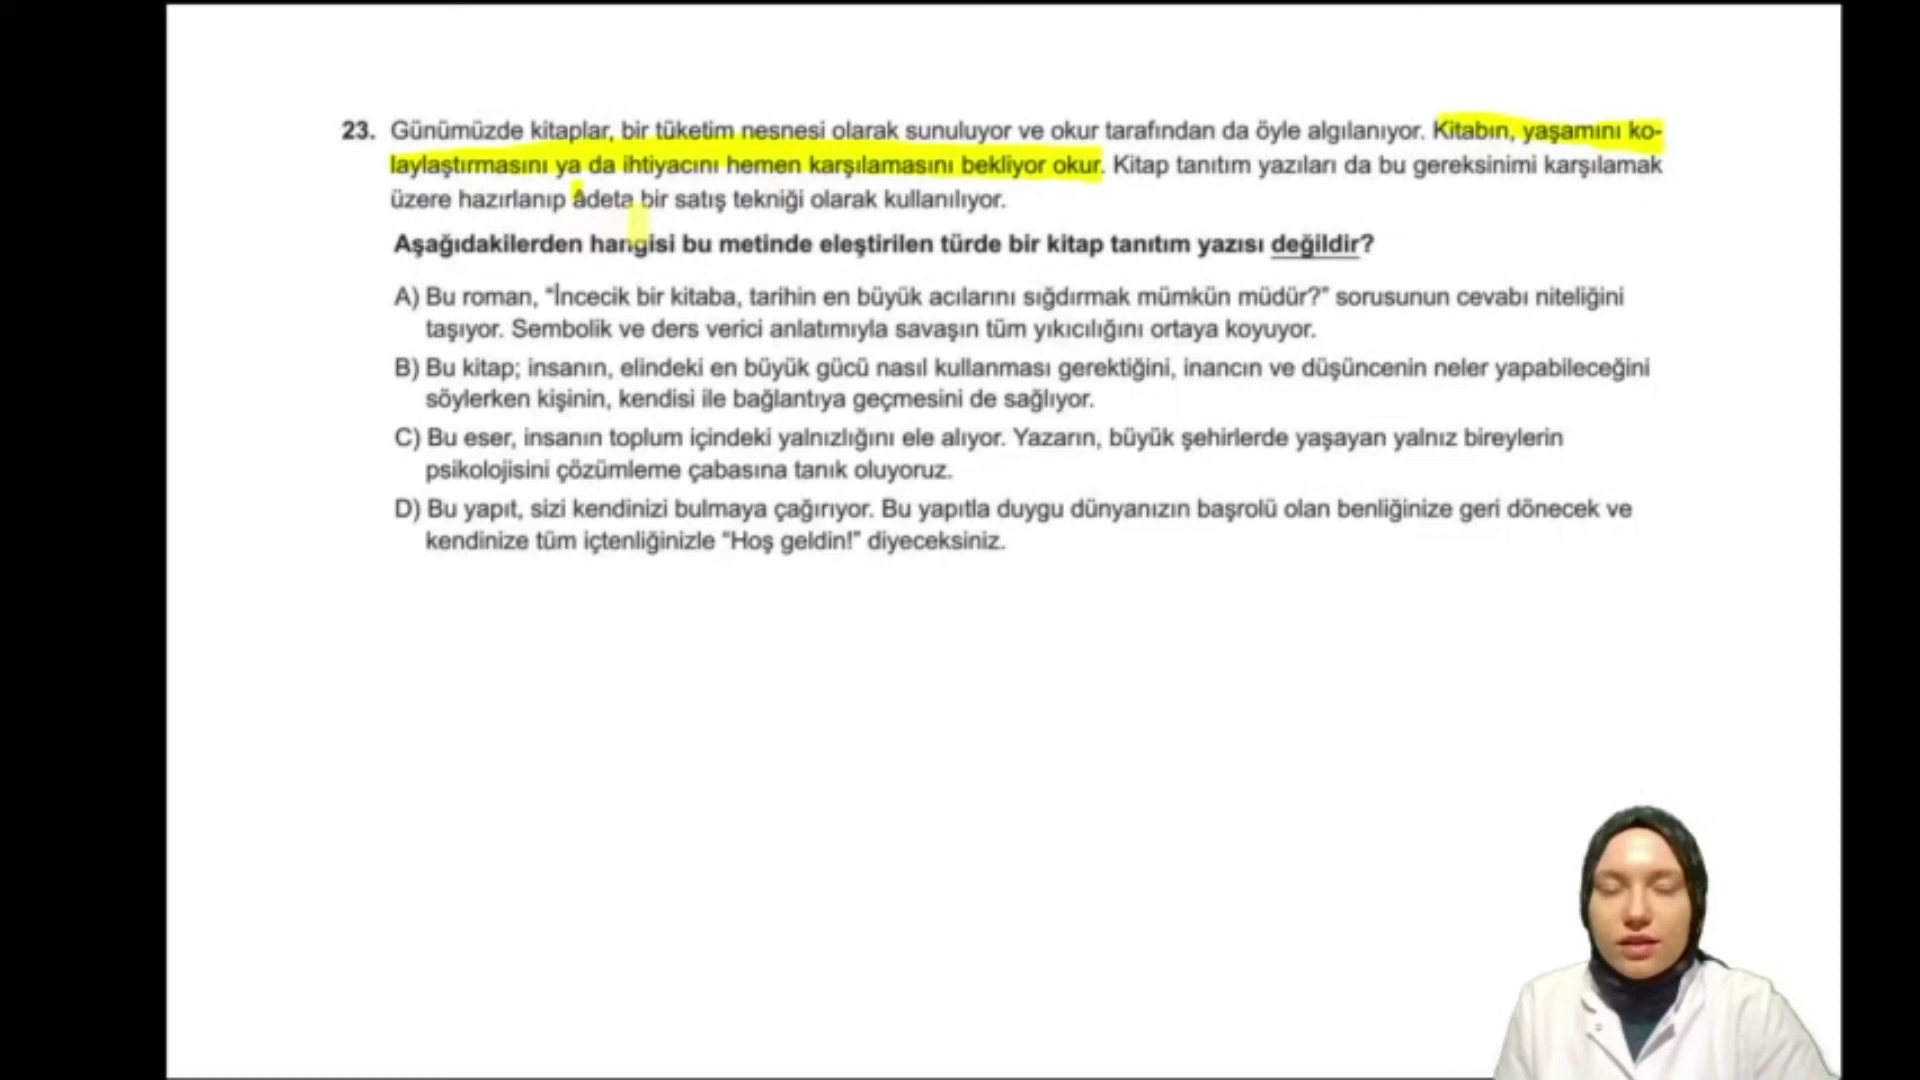 23. Günümüzde kitaplar, bir tüketim nesnesi olarak sunuluyor ve okur tarafından da öyle algılanıyor. Kitabın, yaşamını ko-
laylaştırmasını ya da ihtiyacını hemen karşılamasını bekliyor okur. Kitap tanıtım yazıları da bu gereksinimi karşılamak
üzere hazırlanıp âdeta bir satış tekniği olarak kullanılıyor.
Aşağıdakilerden hangisi bu metinde eleştirilen türde bir kitap tanıtım yazısı değildir?
A) Bu roman, “İncecik bir kitaba, tarihin en büyük acılarını sığdırmak mümkün müdür?” sorusunun cevabı niteliğini
taşıyor. Sembolik ve ders verici anlatımıyla savaşın tüm yıkıcılığını ortaya koyuyor.
B) Bu kitap; insanın, elindeki en büyük gücü nasıl kullanması gerektiğini, inancın ve düşüncenin neler yapabileceğini
söylerken kişinin, kendisi ile bağlantıya geçmesini de sağlıyor.
C) Bu eser, insanın toplum içindeki yalnızlığını ele alıyor. Yazarın, büyük şehirlerde yaşayan yalnız bireylerin
psikolojisini çözümleme çabasına tanık oluyoruz.
D) Bu yapıt, sizi kendinizi bulmaya çağırıyor. Bu yapıtla duygu dünyanızın başrolü olan benliğinize geri dönecek ve
kendinize tüm içtenliğinizle “Hoş geldin!” diyeceksiniz.